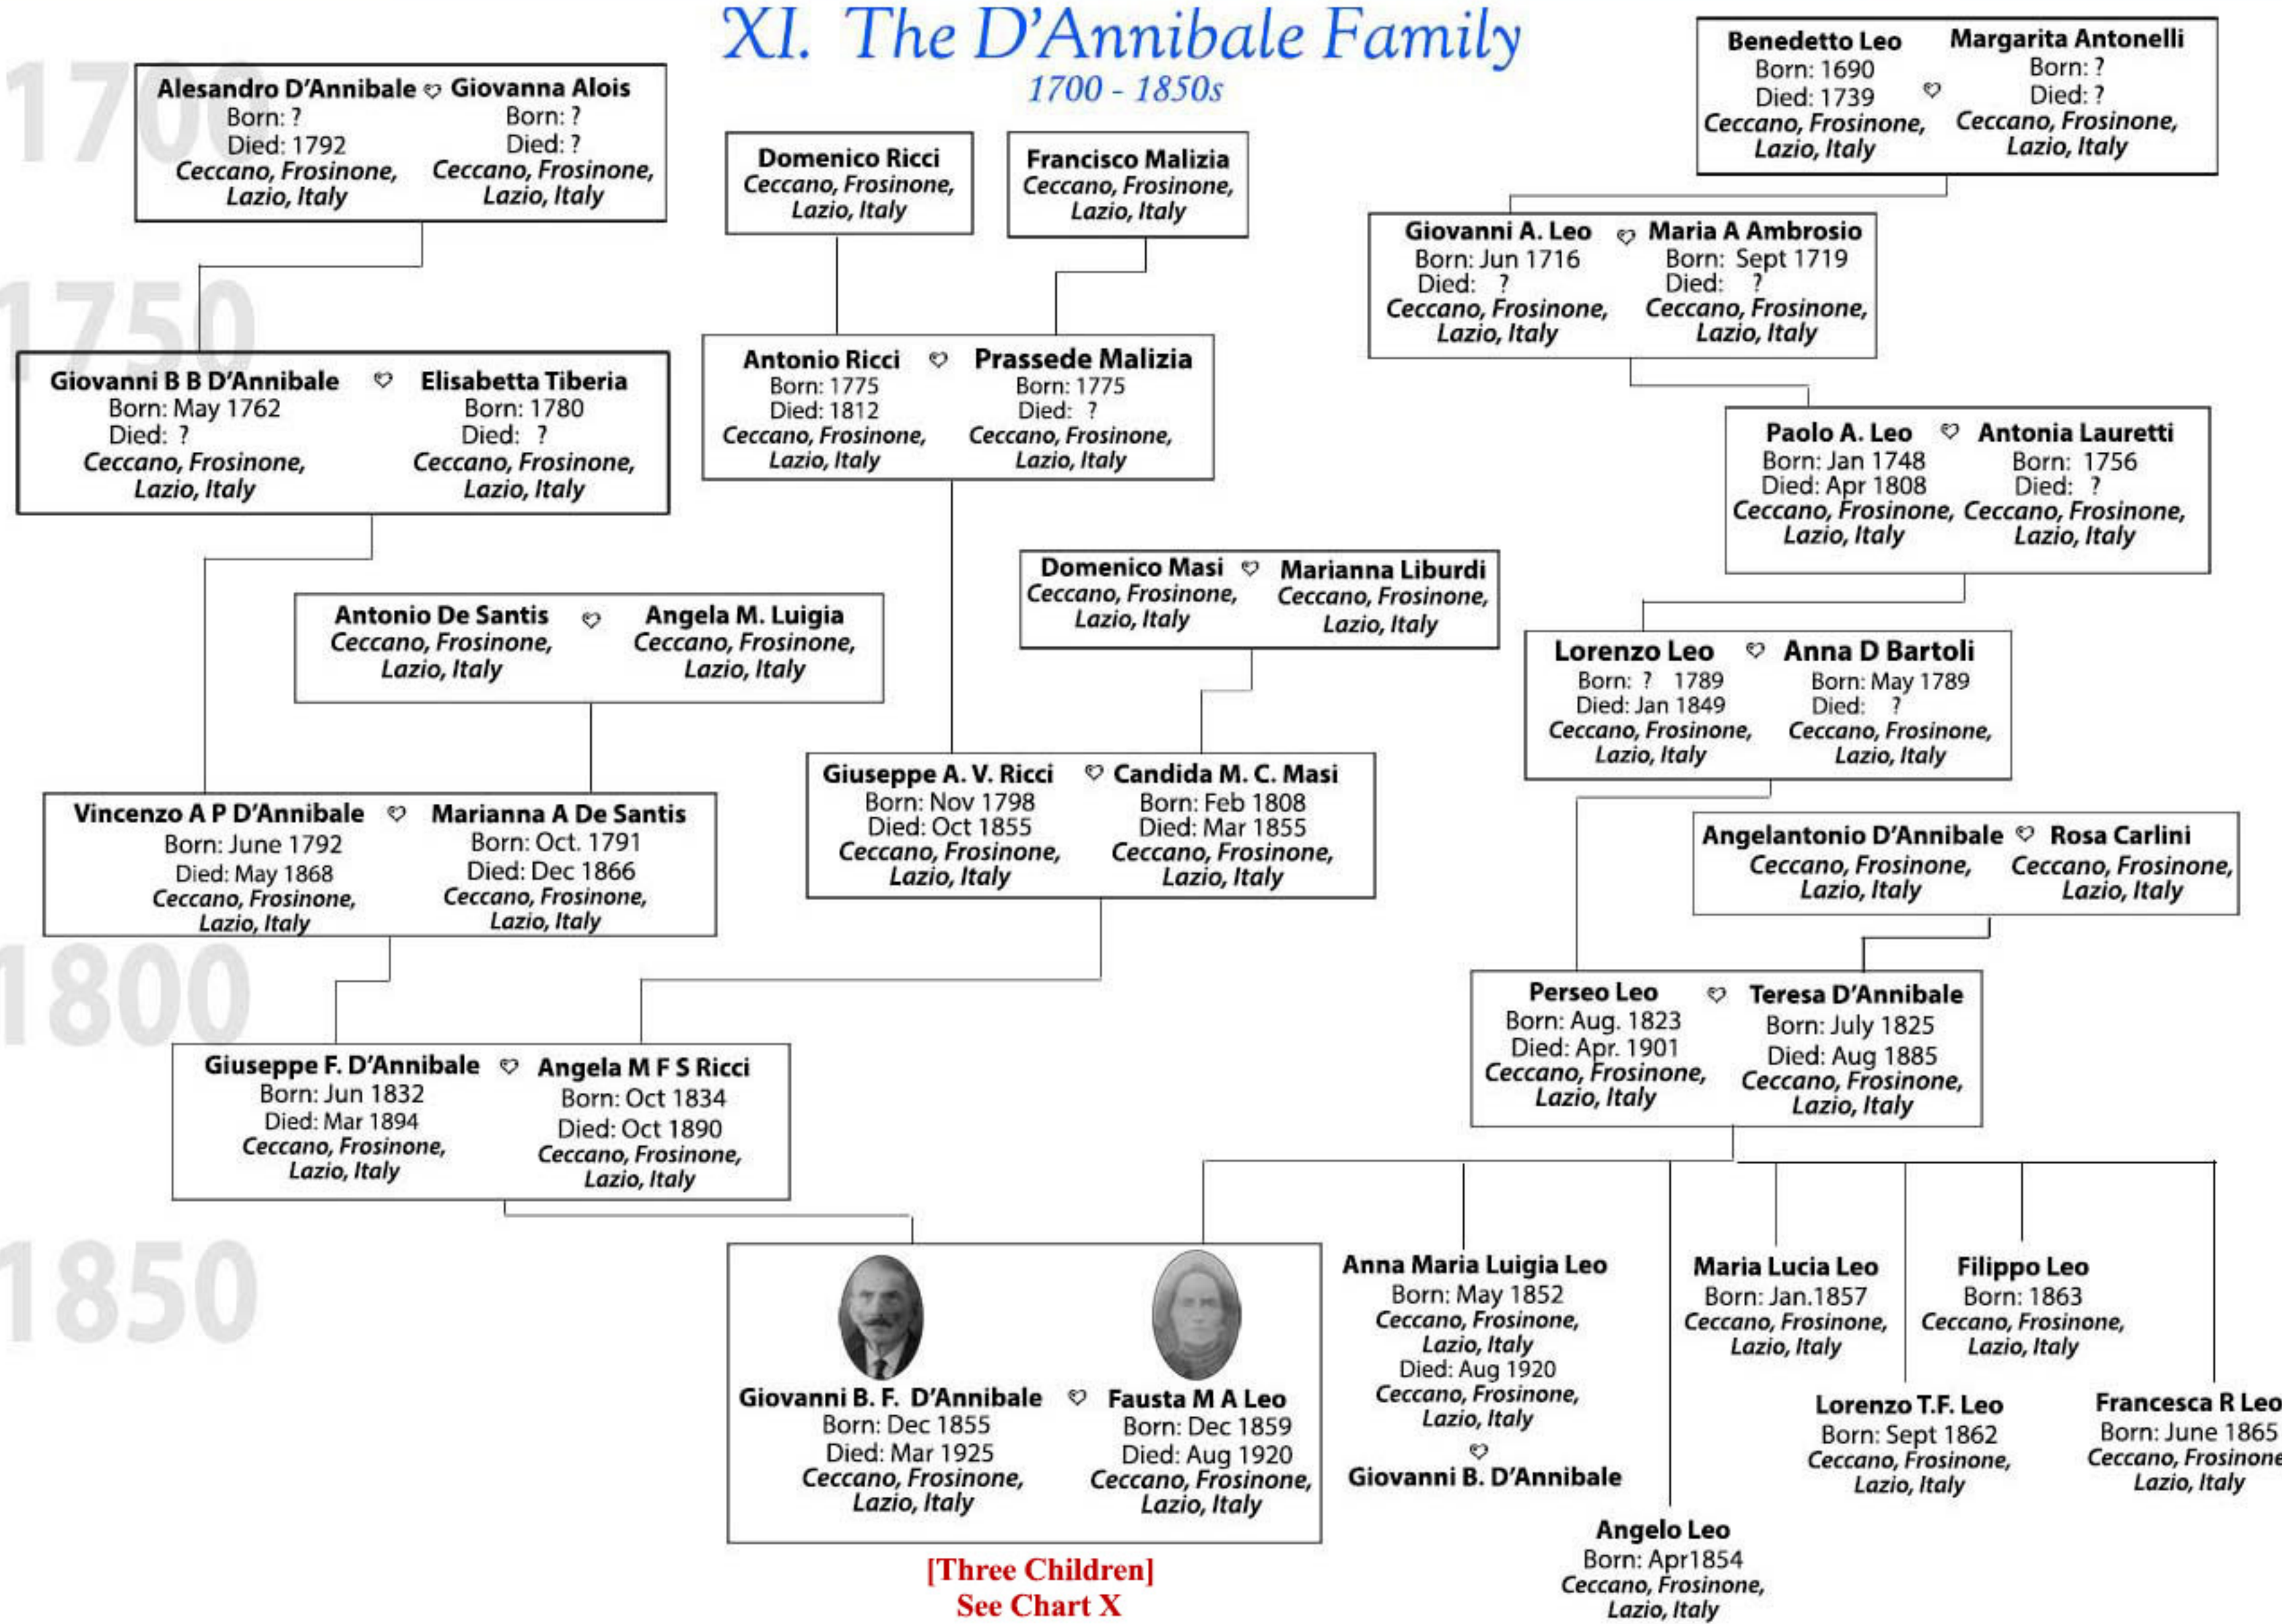 XI. The D'Annibale Family
1700 - 1850s
1700
1750
1800
1850
Alesandro D'Annibale
Born: ?
Died: 1792
Ceccano, Frosinone,
Lazio, Italy
Giovanna Alois
Born: ?
Died: ?
Ceccano, Frosinone,
Lazio, Italy
Domenico Ricci
Ceccano, Frosinone,
Lazio, Italy
Francisco Malizia
Ceccano, Frosinone,
Lazio, Italy
Benedetto Leo
Born: 1690
Died: 1739
Ceccano, Frosinone,
Lazio, Italy
Margarita Antonelli
Born: ?
Died: ?
Ceccano, Frosinone,
Lazio, Italy
Giovanni A. Leo
Born: Jun 1716
Died: ?
Ceccano, Frosinone,
Lazio, Italy
Maria A Ambrosio
Born: Sept 1719
Died: ?
Ceccano, Frosinone,
Lazio, Italy
Giovanni B B D'Annibale
Born: May 1762
Died: ?
Ceccano, Frosinone,
Lazio, Italy
Elisabetta Tiberia
Born: 1780
Died: ?
Ceccano, Frosinone,
Lazio, Italy
Antonio Ricci
Born: 1775
Died: 1812
Ceccano, Frosinone,
Lazio, Italy
Prassede Malizia
Born: 1775
Died: ?
Ceccano, Frosinone,
Lazio, Italy
Paolo A. Leo
Born: Jan 1748
Died: Apr 1808
Ceccano, Frosinone,
Lazio, Italy
Antonia Lauretti
Born: 1756
Died: ?
Ceccano, Frosinone,
Lazio, Italy
Antonio De Santis
Ceccano, Frosinone,
Lazio, Italy
Angela M. Luigia
Ceccano, Frosinone,
Lazio, Italy
Domenico Masi
Ceccano, Frosinone,
Lazio, Italy
Marianna Liburdi
Ceccano, Frosinone,
Lazio, Italy
Lorenzo Leo
Born: ? 1789
Died: Jan 1849
Ceccano, Frosinone,
Lazio, Italy
Anna D Bartoli
Born: May 1789
Died: ?
Ceccano, Frosinone,
Lazio, Italy
Vincenzo A P D'Annibale
Born: June 1792
Died: May 1868
Ceccano, Frosinone,
Lazio, Italy
Marianna A De Santis
Born: Oct. 1791
Died: Dec 1866
Ceccano, Frosinone,
Lazio, Italy
Giuseppe A. V. Ricci
Born: Nov 1798
Died: Oct 1855
Ceccano, Frosinone,
Lazio, Italy
Candida M. C. Masi
Born: Feb 1808
Died: Mar 1855
Ceccano, Frosinone,
Lazio, Italy
Angelantonio D'Annibale
Ceccano, Frosinone,
Lazio, Italy
Rosa Carlini
Ceccano, Frosinone,
Lazio, Italy
Perseo Leo
Born: Aug. 1823
Died: Apr. 1901
Ceccano, Frosinone,
Lazio, Italy
Teresa D'Annibale
Born: July 1825
Died: Aug 1885
Ceccano, Frosinone,
Lazio, Italy
Giuseppe F. D'Annibale
Born: Jun 1832
Died: Mar 1894
Ceccano, Frosinone,
Lazio, Italy
Angela M F S Ricci
Born: Oct 1834
Died: Oct 1890
Ceccano, Frosinone,
Lazio, Italy
Giovanni B. F. D'Annibale
Born: Dec 1855
Died: Mar 1925
Ceccano, Frosinone,
Lazio, Italy
Fausta M A Leo
Born: Dec 1859
Died: Aug 1920
Ceccano, Frosinone,
Lazio, Italy
[Three Children]
See Chart X
Anna Maria Luigia Leo
Born: May 1852
Ceccano, Frosinone,
Lazio, Italy
Died: Aug 1920
Ceccano, Frosinone,
Lazio, Italy
Giovanni B. D'Annibale
Angelo Leo
Born: Apr1854
Ceccano, Frosinone,
Lazio, Italy
Maria Lucia Leo
Born: Jan.1857
Ceccano, Frosinone,
Lazio, Italy
Lorenzo T.F. Leo
Born: Sept 1862
Ceccano, Frosinone,
Lazio, Italy
Filippo Leo
Born: 1863
Ceccano, Frosinone,
Lazio, Italy
Francesca R Leo
Born: June 1865
Ceccano, Frosinone
Lazio, Italy